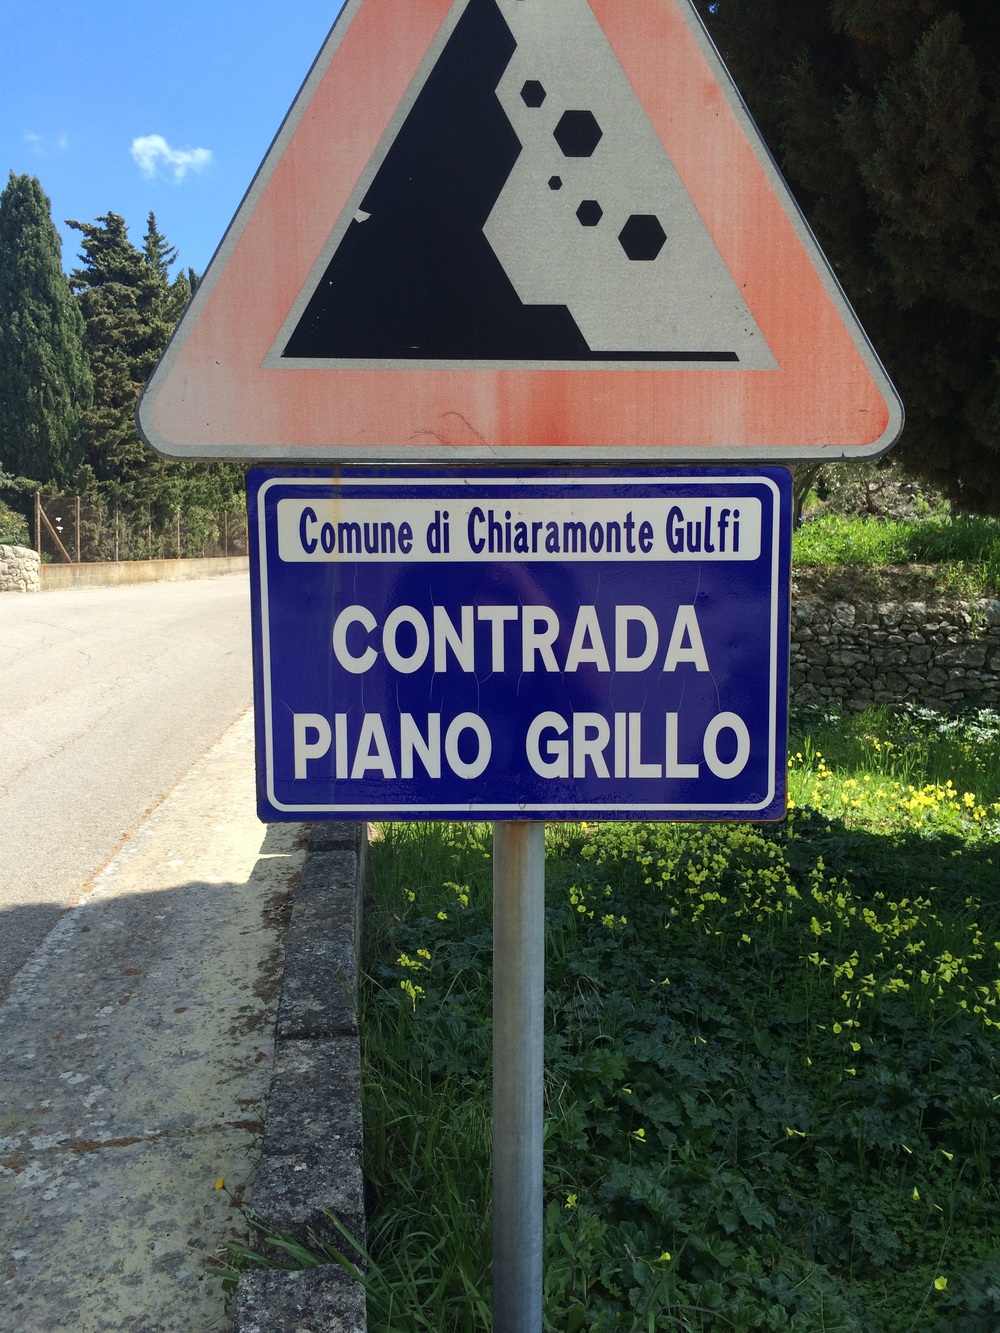 Comune di Chiaramonte Gulfi
CONTRADA
PIANO GRILLO